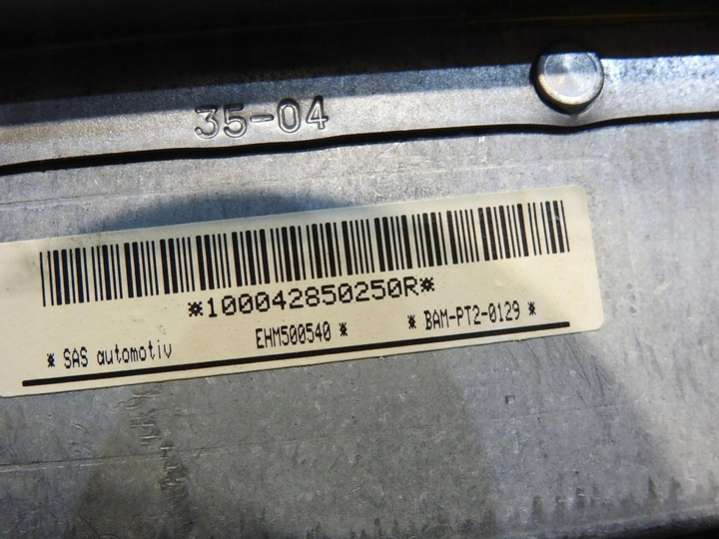 35-04
*100042850250R*
* SAS automotiv EHM500540 * * BAM-PT2-0129 *